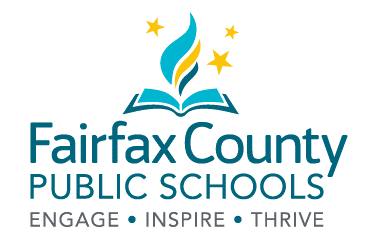 Fairfax County
PUBLIC SCHOOLS
ENGAGE • INSPIRE • THRIVE